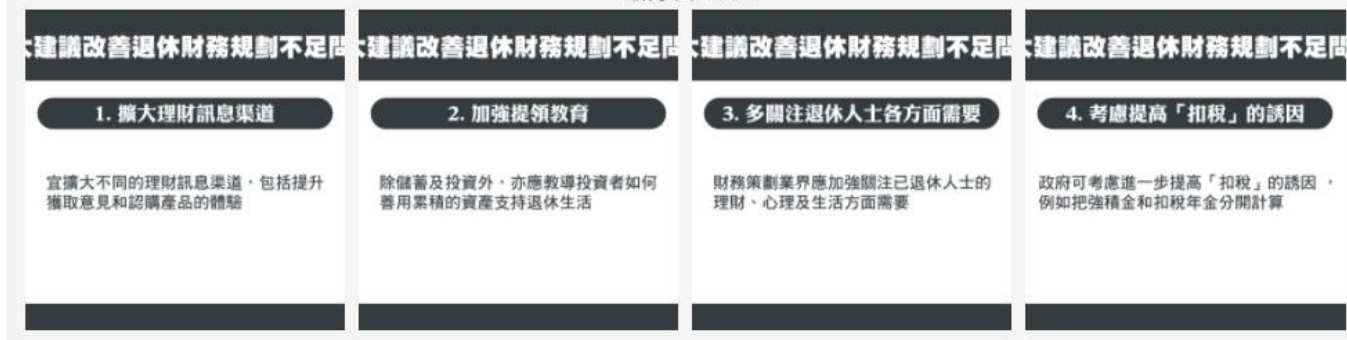 大建議改善退休財務規劃不足問
1. 擴大理財訊息渠道
宜擴大不同的理財訊息渠道，包括提升
獲取意見和認購產品的體驗
大建議改善退休財務規劃不足問
2. 加強提領教育
除儲蓄及投資外，亦應教導投資者如何
善用累積的資產支持退休生活
大建議改善退休財務規劃不足問
3. 多關注退休人士各方面需要
財務策劃業界應加強關注已退休人士的
理財、心理及生活方面需要
大建議改善退休財務規劃不足問
4. 考慮提高「扣稅」的誘因
政府可考慮進一步提高「扣稅」的誘因，
例如把強積金和扣稅年金分開計算